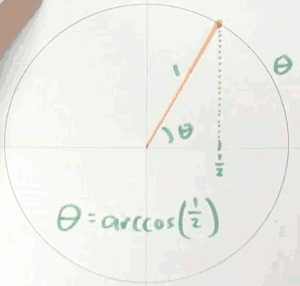 1
θ
θ
1/2
θ = arccos(1/2)